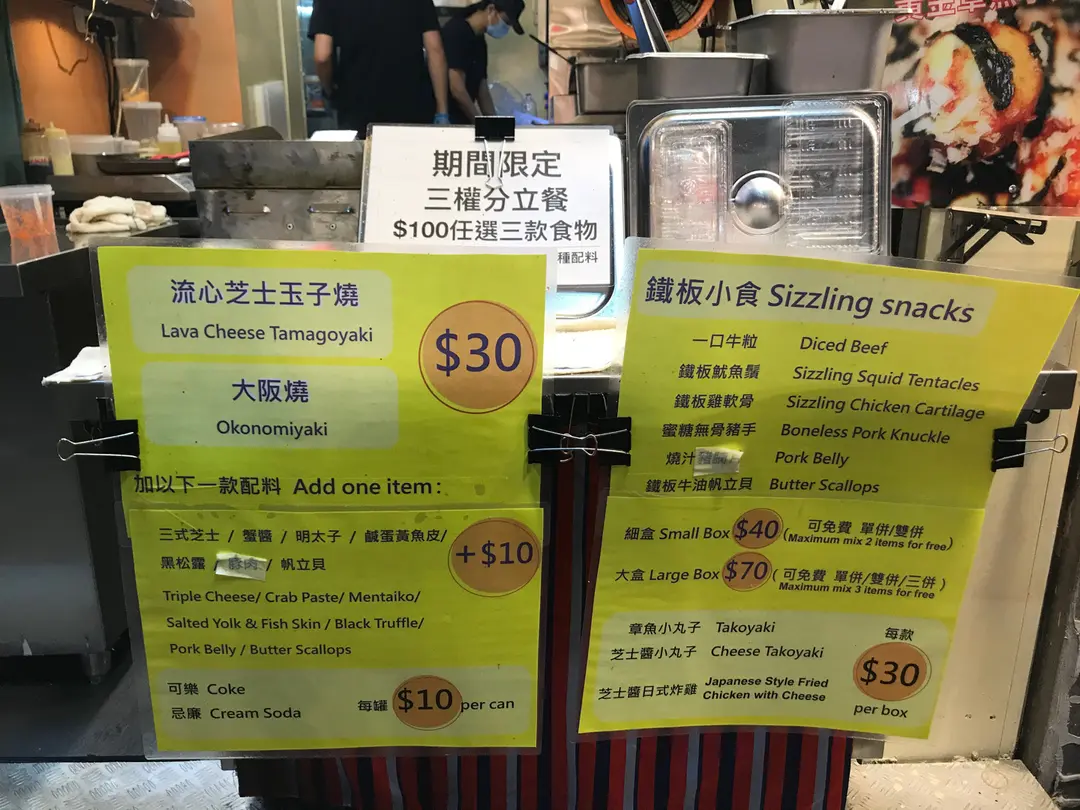 期間限定
三權分立餐
$100任選三款食物
種配料
流心芝士玉子燒
Lava Cheese Tamagoyaki
大阪燒
Okonomiyaki
$30
加以下一款配料 Add one item:
三式芝士 / 蟹醬 / 明太子 / 鹹蛋黃魚皮/
黑松露 / 豚肉 / 帆立貝
+$10
Triple Cheese/ Crab Paste/ Mentaiko/
Salted Yolk & Fish Skin / Black Truffle/
Pork Belly / Butter Scallops
可樂 Coke
忌廉 Cream Soda
每罐 $10 per can
鐵板小食 Sizzling snacks
一口牛粒 Diced Beef
鐵板魷魚鬚 Sizzling Squid Tentacles
鐵板雞軟骨 Sizzling Chicken Cartilage
蜜糖無骨豬手 Boneless Pork Knuckle
燒汁 Pork Belly
鐵板牛油帆立貝 Butter Scallops
細盒 Small Box $40 (可免費 單併/雙併
Maximum mix 2 items for free)
大盒 Large Box $70 (可免費 單併/雙併/三併)
Maximum mix 3 items for free
章魚小丸子 Takoyaki
芝士醬小丸子 Cheese Takoyaki
芝士醬日式炸雞 Japanese Style Fried
Chicken with Cheese
每款
$30
per box